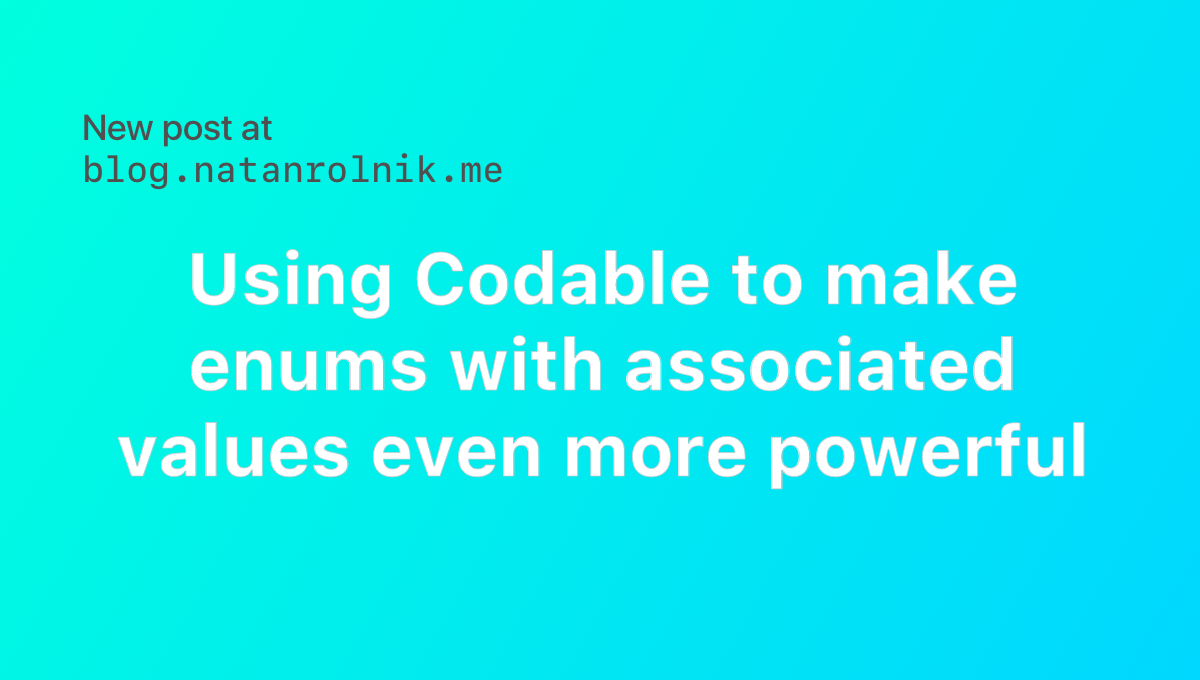 New post at
blog.natanrolnik.me
Using Codable to make
enums with associated
values even more powerful